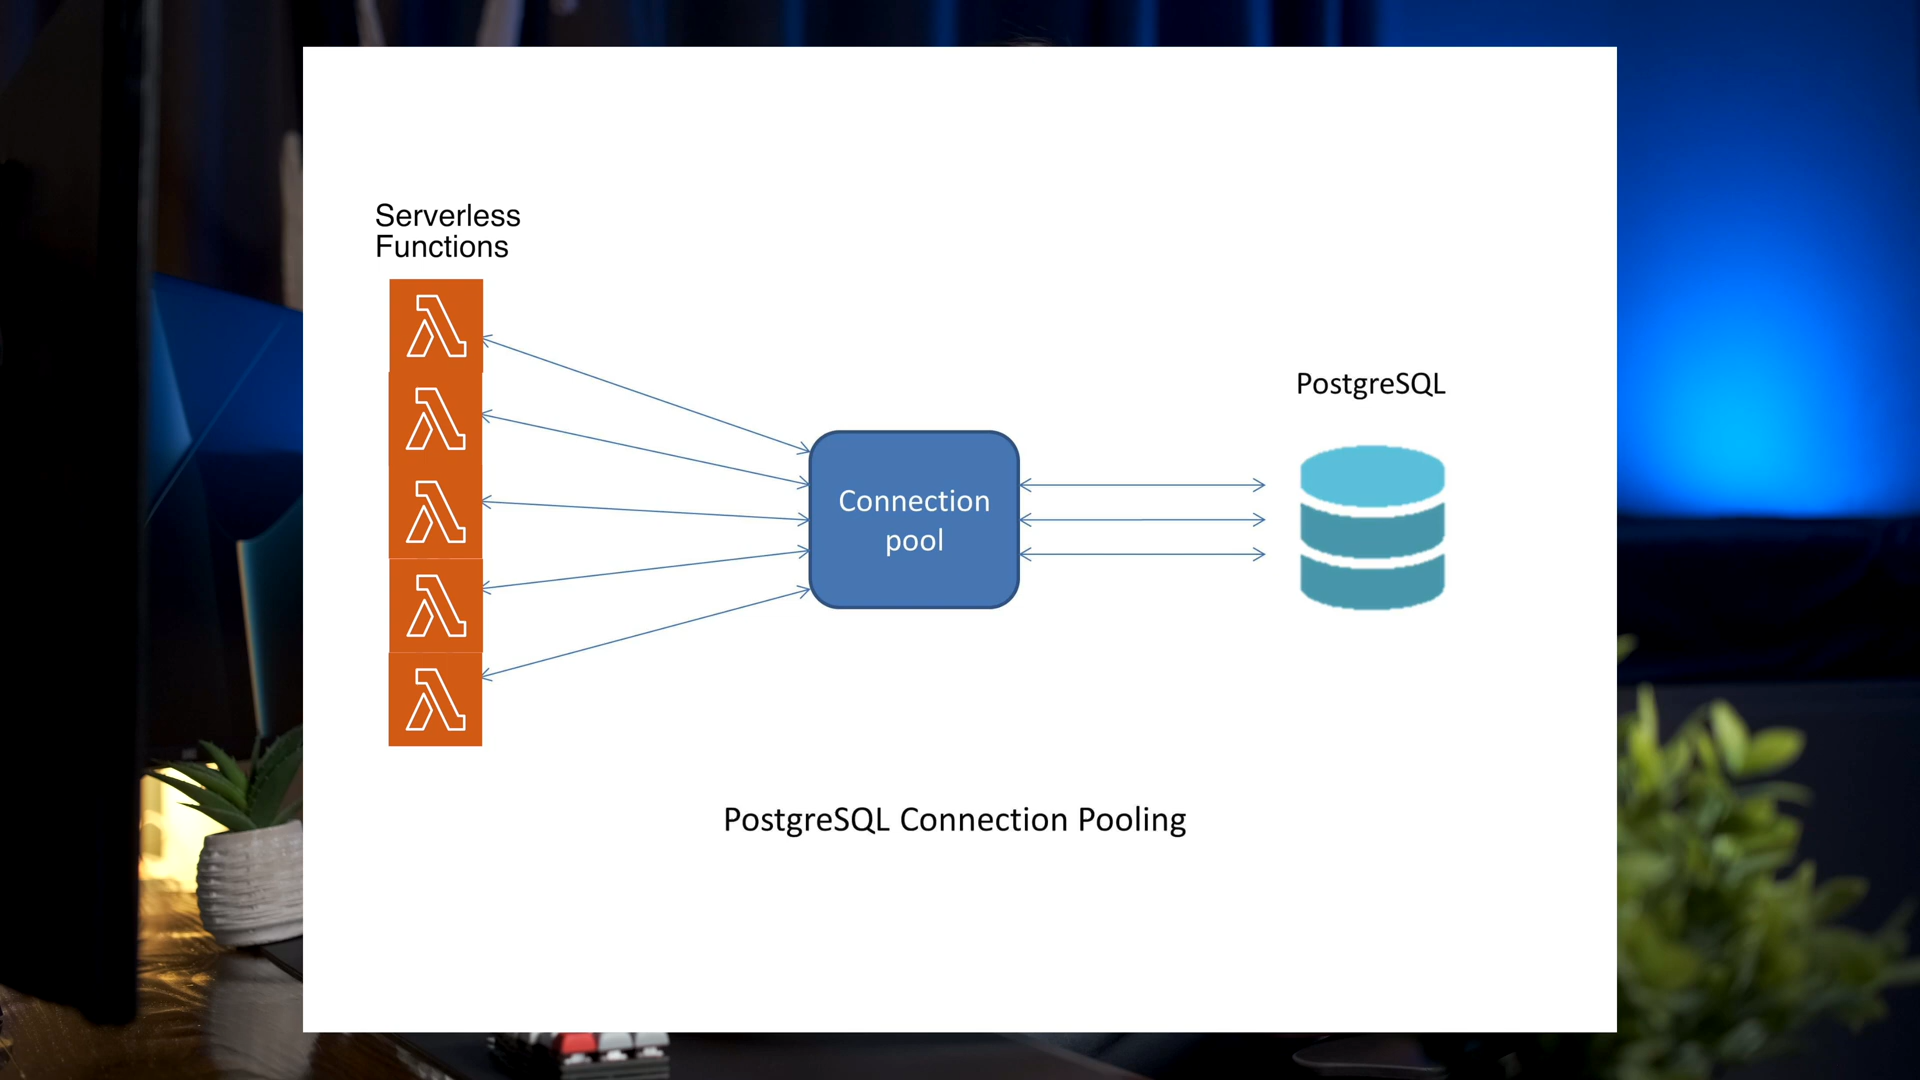 Serverless
Functions
PostgreSQL
Connection
pool
PostgreSQL Connection Pooling